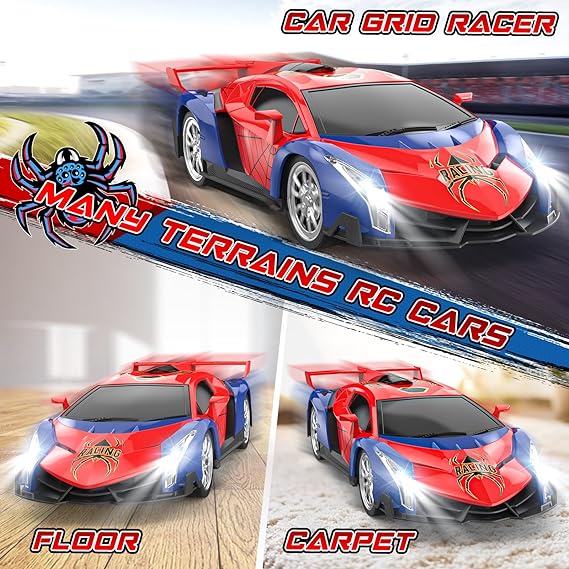 CAR GRID RACER
RACING
MANY TERRAINS RC CARS
RACING
RACING
FLOOR
CARPET